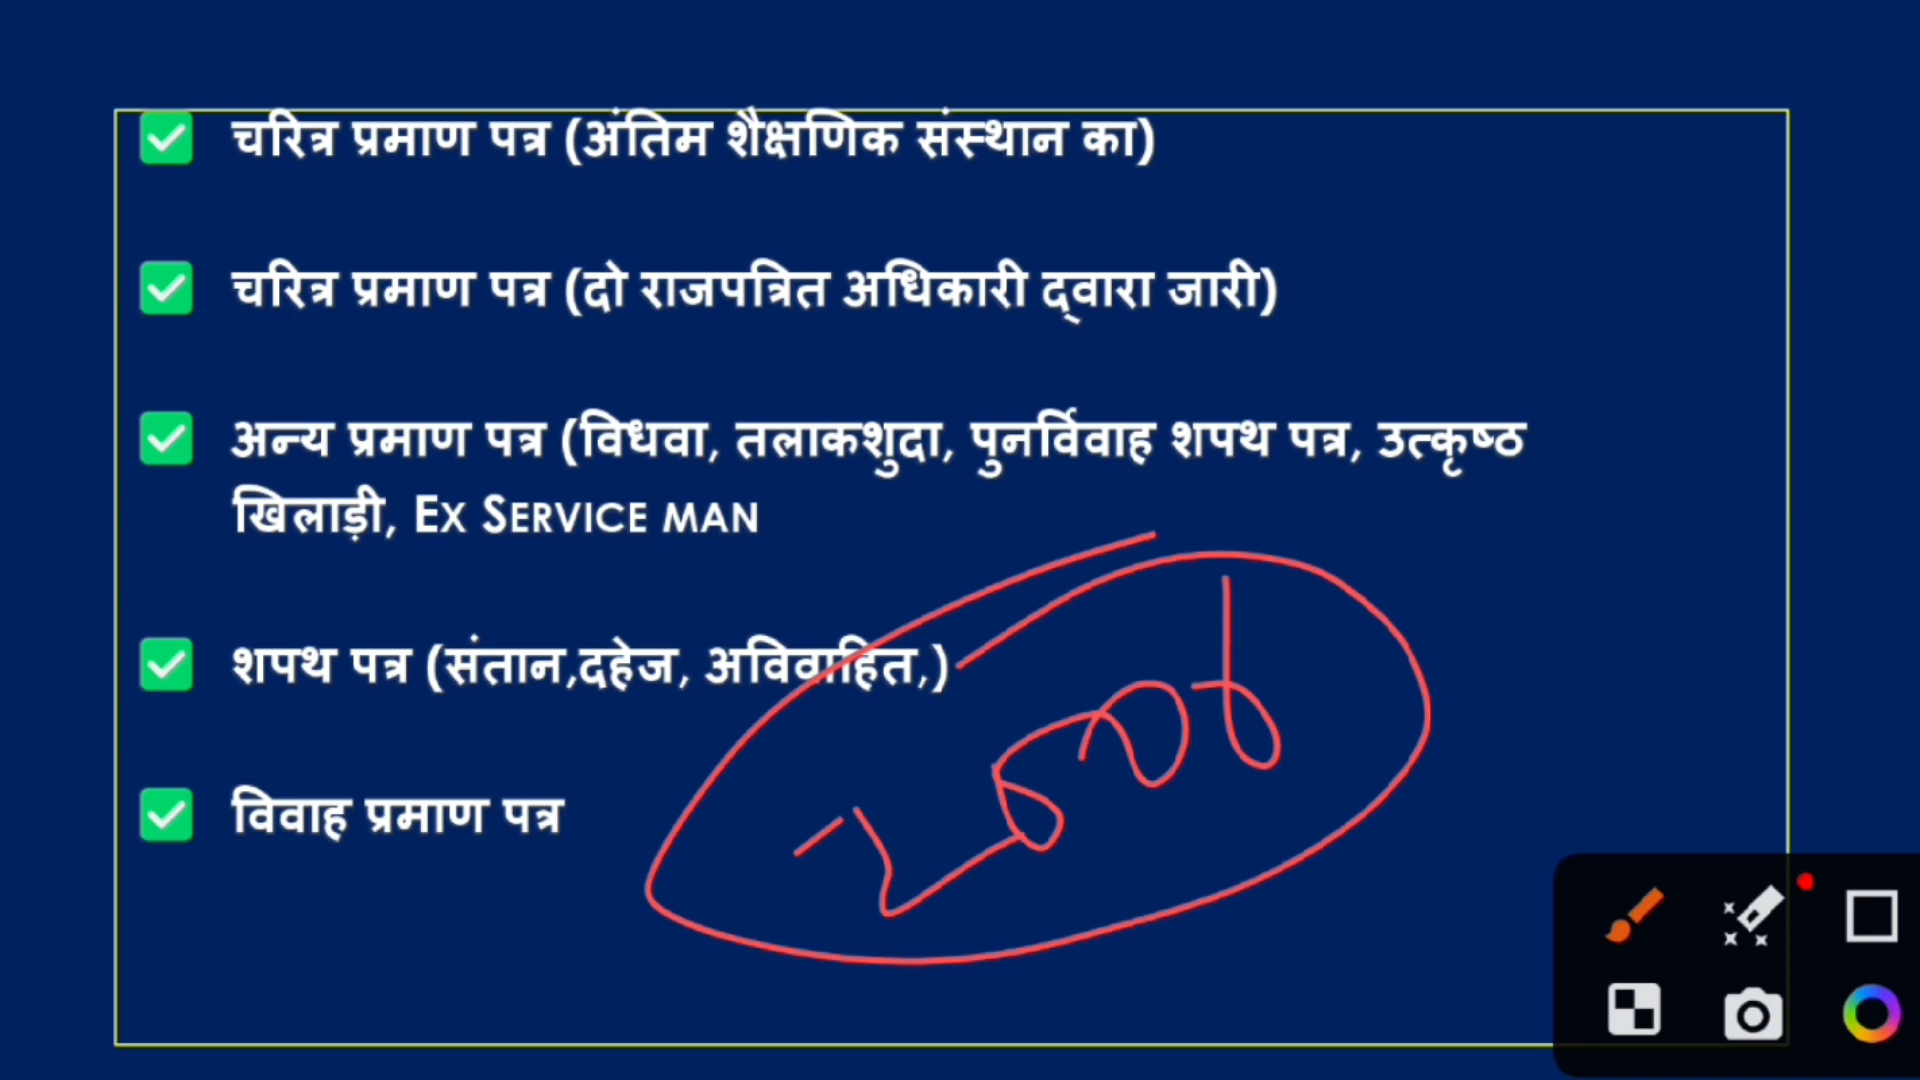 चरित्र प्रमाण पत्र (अंतिम शैक्षणिक संस्थान का)
चरित्र प्रमाण पत्र (दो राजपत्रित अधिकारी द्वारा जारी)
अन्य प्रमाण पत्र (विधवा, तलाकशुदा, पुनर्विवाह शपथ पत्र, उत्कृष्ठ
खिलाड़ी, EX SERVICE MAN
शपथ पत्र (संतान,दहेज, अविवाहित,)
विवाह प्रमाण पत्र